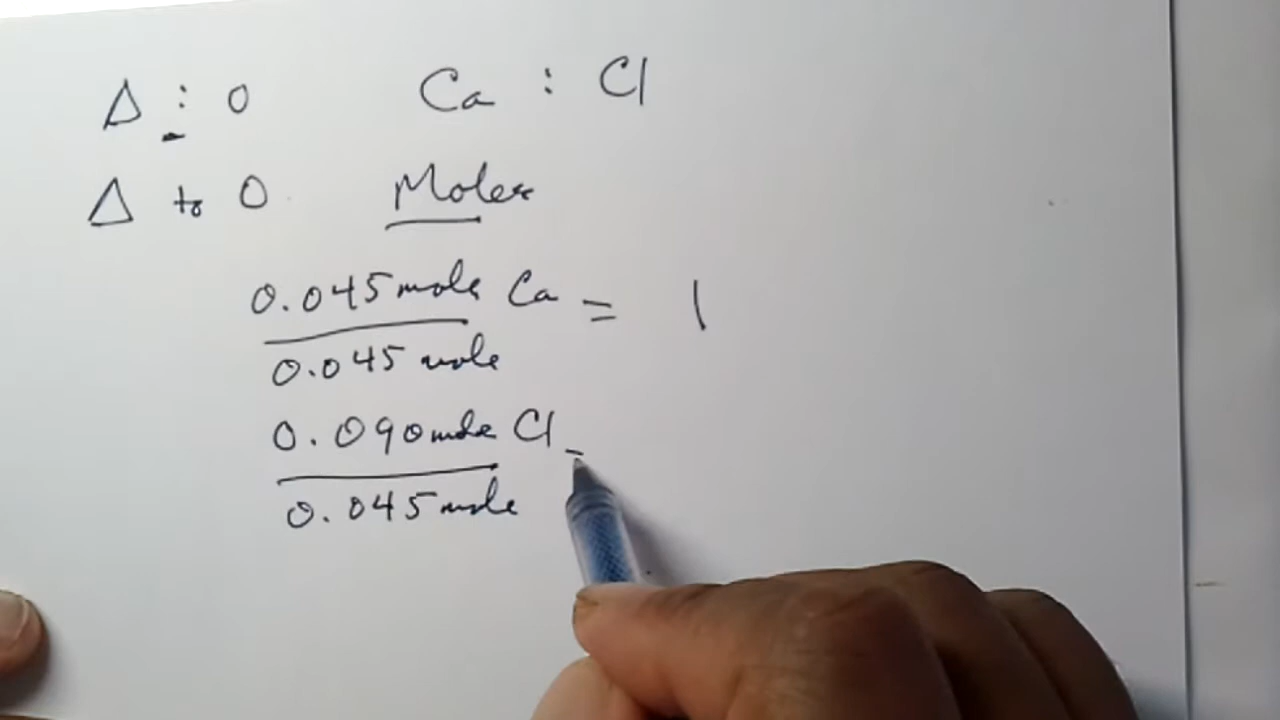 Δ : O Ca : Cl
Δ to O Moles
0.045 mole Ca = 1
0.045 mole
0.090 mole Cl -
0.045 mole